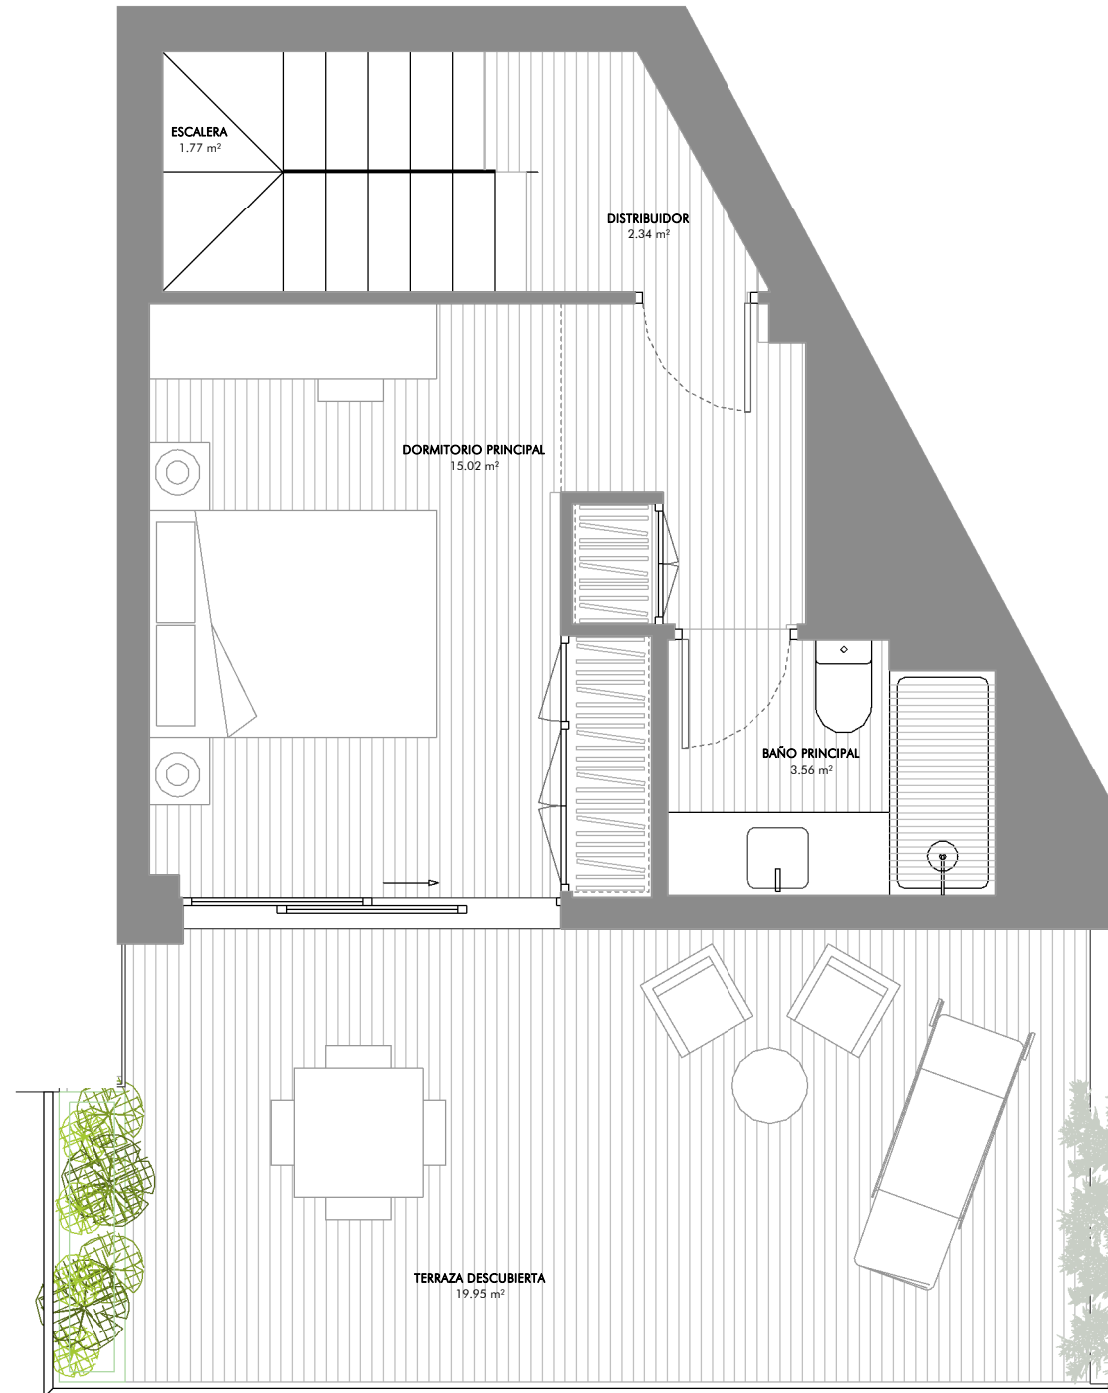 ESCALERA
1.77 m²
DISTRIBUIDOR
2.34 m²
DORMITORIO PRINCIPAL
15.02 m²
BAÑO PRINCIPAL
3.56 m²
TERRAZA DESCUBIERTA
19.95 m²